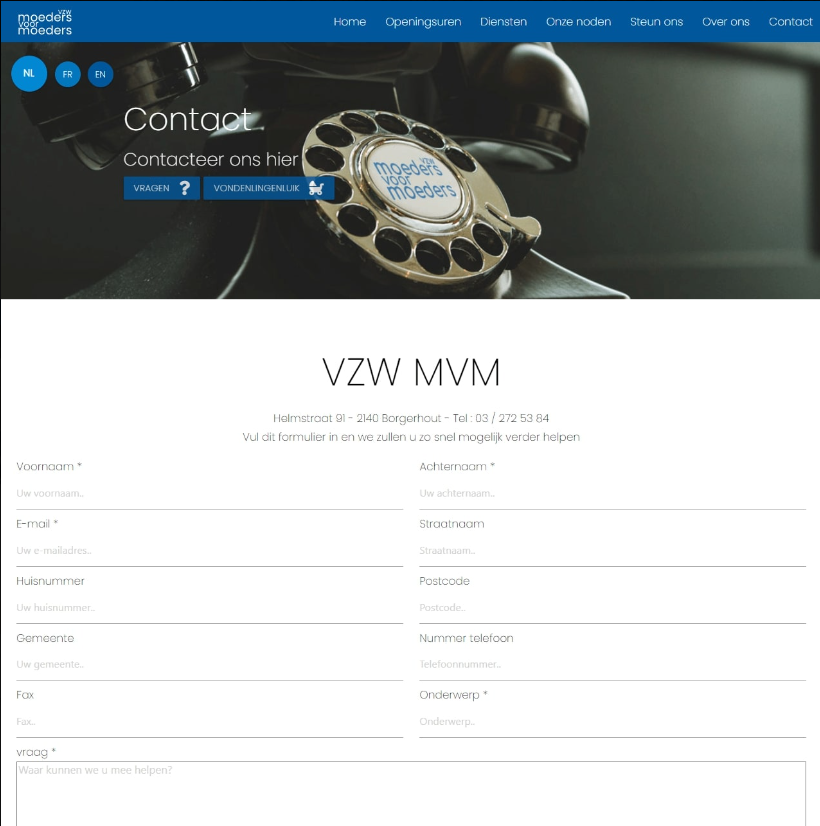 vzw
moeders
voor
moeders
Home Openingsuren Diensten Onze noden Steun ons Over ons Contact
NL FR EN
Contact
Contacteer ons hier
VRAGEN ? VONDENLINGENLUIK
vzw
moeders
voor
moeders
VZW MVM
Helmstraat 91 - 2140 Borgerhout - Tel : 03 / 272 53 84
Vul dit formulier in en we zullen u zo snel mogelijk verder helpen
Voornaam * Achternaam *
Uw voornaam.. Uw achternaam..
E-mail * Straatnaam
Uw e-mailadres.. Straatnaam..
Huisnummer Postcode
Uw huisnummer.. Postcode..
Gemeente Nummer telefoon
Uw gemeente.. Telefoonnummer..
Fax Onderwerp *
Fax.. Onderwerp..
vraag *
Waar kunnen we u mee helpen?